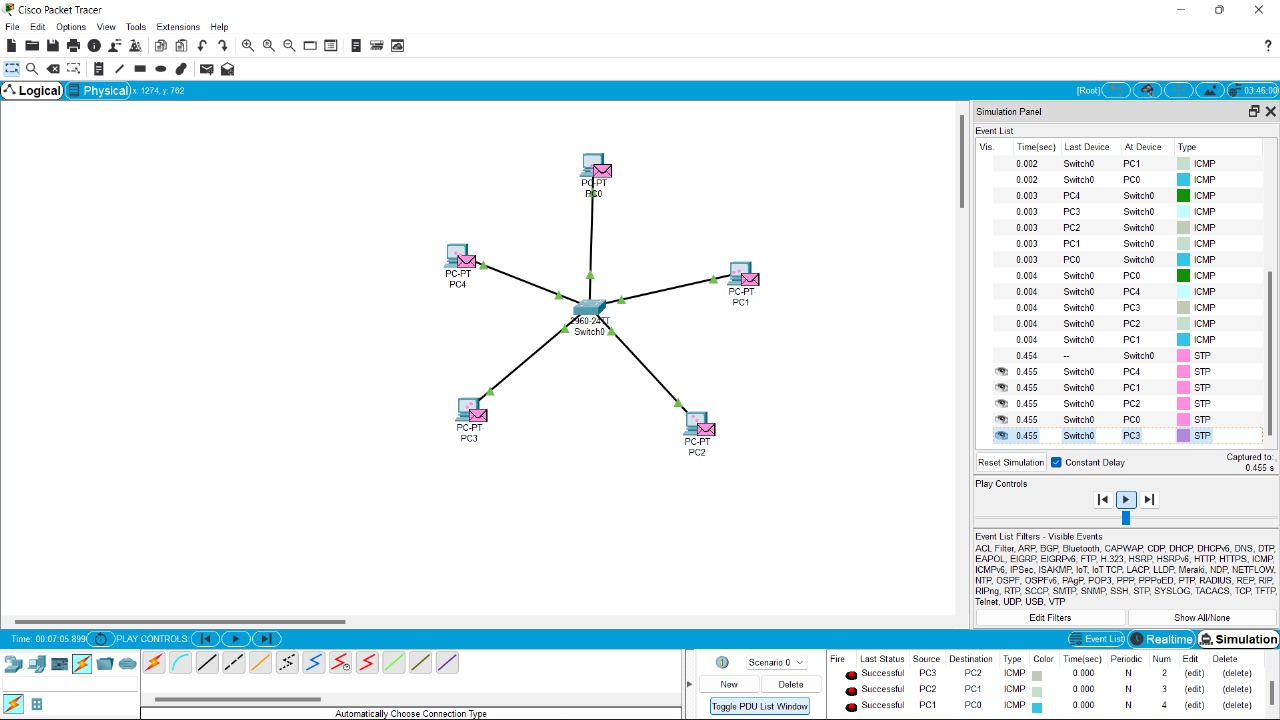 Cisco Packet Tracer
File Edit Options View Tools Extensions Help
Logical Physical x: 1274, y: 762 [Root] 03:46:00
PC-PT
PC0
PC-PT
PC4
PC-PT
PC1
2960-24TT
Switch0
PC-PT
PC3
PC-PT
PC2
Simulation Panel
Event List
Vis. Time(sec) Last Device At Device Type
0.002 Switch0 PC1 ICMP
0.002 Switch0 PC0 ICMP
0.003 PC4 Switch0 ICMP
0.003 PC3 Switch0 ICMP
0.003 PC2 Switch0 ICMP
0.003 PC1 Switch0 ICMP
0.003 PC0 Switch0 ICMP
0.004 Switch0 PC0 ICMP
0.004 Switch0 PC4 ICMP
0.004 Switch0 PC3 ICMP
0.004 Switch0 PC2 ICMP
0.004 Switch0 PC1 ICMP
0.454 -- Switch0 STP
0.455 Switch0 PC4 STP
0.455 Switch0 PC1 STP
0.455 Switch0 PC2 STP
0.455 Switch0 PC0 STP
0.455 Switch0 PC3 STP
Reset Simulation Constant Delay Captured to:
0.455 s
Play Controls
Event List Filters - Visible Events
ACL Filter, ARP, BGP, Bluetooth, CAPWAP, CDP, DHCP, DHCPv6, DNS, DTP,
EAPOL, EIGRP, EIGRPv6, FTP, H.323, HSRP, HSRPv6, HTTP, HTTPS, ICMP,
ICMPv6, IPSec, ISAKMP, IoT, IoT TCP, LACP, LLDP, Meraki, NDP, NETFLOW,
NTP, OSPF, OSPFv6, PAgP, POP3, PPP, PPPoED, PTP, RADIUS, REP, RIP,
RIPng, RTP, SCCP, SMTP, SNMP, SSH, STP, SYSLOG, TACACS, TCP, TFTP,
Telnet, UDP, USB, VTP
Edit Filters Show All/None
Time: 00:07:05.899 PLAY CONTROLS: Event List Realtime Simulation
Scenario 0
New Delete
Toggle PDU List Window
Fire Last Status Source Destination Type Color Time(sec) Periodic Num Edit Delete
Successful PC3 PC2 ICMP 0.000 N 2 (edit) (delete)
Successful PC2 PC1 ICMP 0.000 N 3 (edit) (delete)
Successful PC1 PC0 ICMP 0.000 N 4 (edit) (delete)
Automatically Choose Connection Type